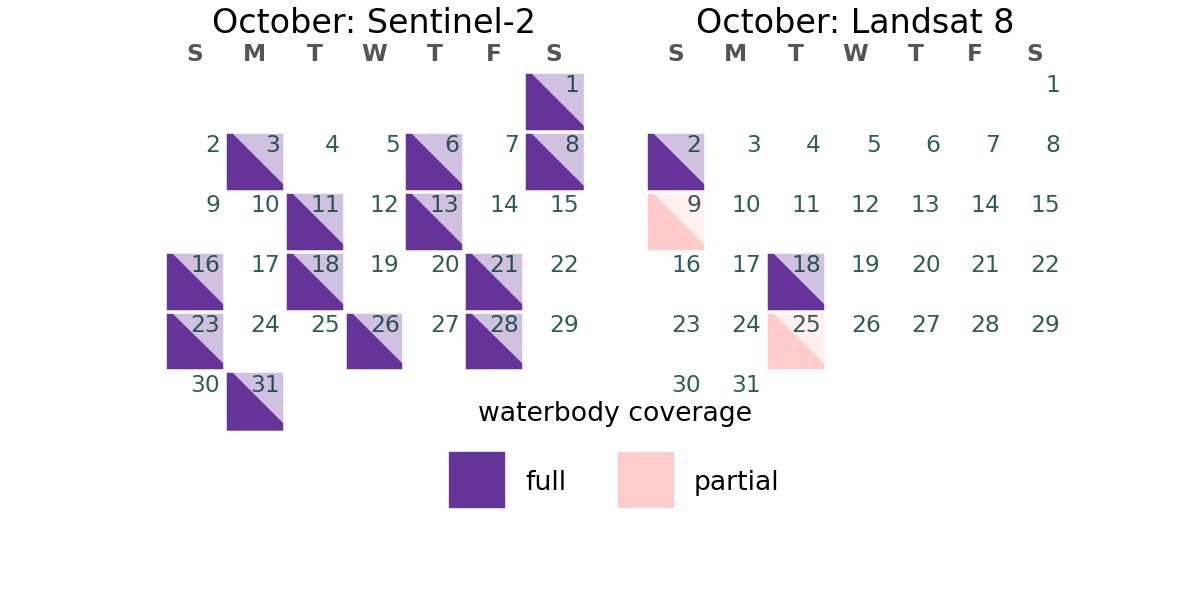 October: Sentinel-2
S M T W T F S
1
2 3 4 5 6 7 8
9 10 11 12 13 14 15
16 17 18 19 20 21 22
23 24 25 26 27 28 29
30 31
October: Landsat 8
S M T W T F S
1
2 3 4 5 6 7 8
9 10 11 12 13 14 15
16 17 18 19 20 21 22
23 24 25 26 27 28 29
30 31
waterbody coverage
full partial